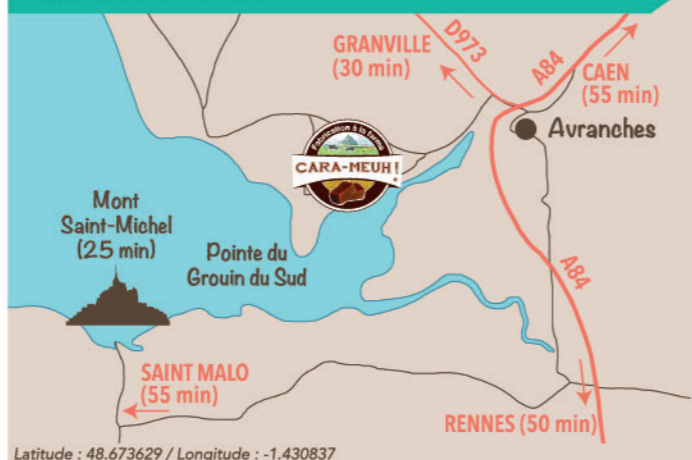 D973
GRANVILLE
(30 min)
A84
CAEN
(55 min)
Avranches
Fabrication à la ferme
CARA-MEUH!
Mont
Saint-Michel
(25 min)
Pointe du
Grouin du Sud
A84
SAINT MALO
(55 min)
RENNES (50 min)
Latitude : 48.673629 / Longitude : -1.430837